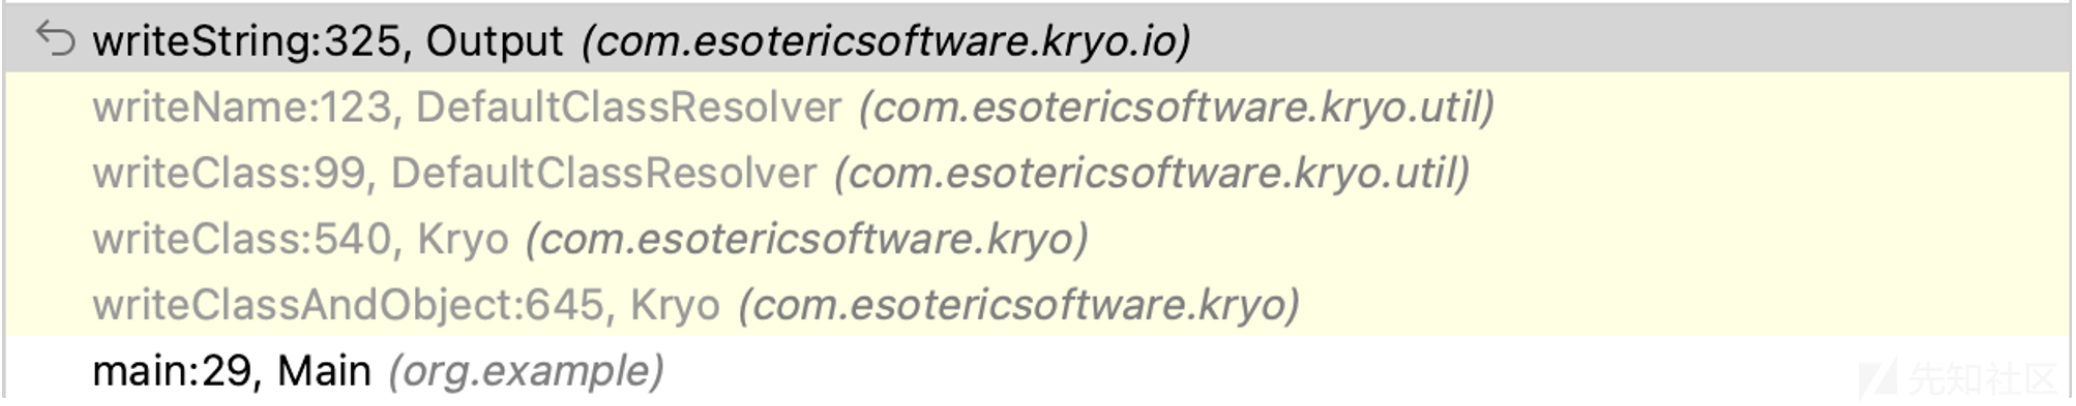 writeString:325, Output (com.esotericsoftware.kryo.io)
writeName:123, DefaultClassResolver (com.esotericsoftware.kryo.util)
writeClass:99, DefaultClassResolver (com.esotericsoftware.kryo.util)
writeClass:540, Kryo (com.esotericsoftware.kryo)
writeClassAndObject:645, Kryo (com.esotericsoftware.kryo)
main:29, Main (org.example)
先知社区